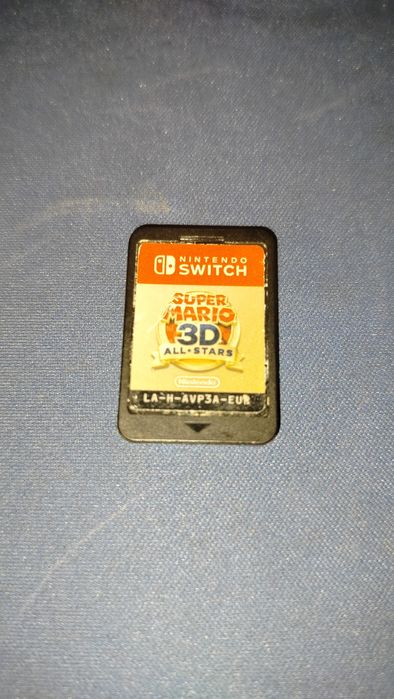 NINTENDO
SWITCH
SUPER
MARIO
3D
ALL★STARS
Nintendo
LA-H-AVP3A-EUR